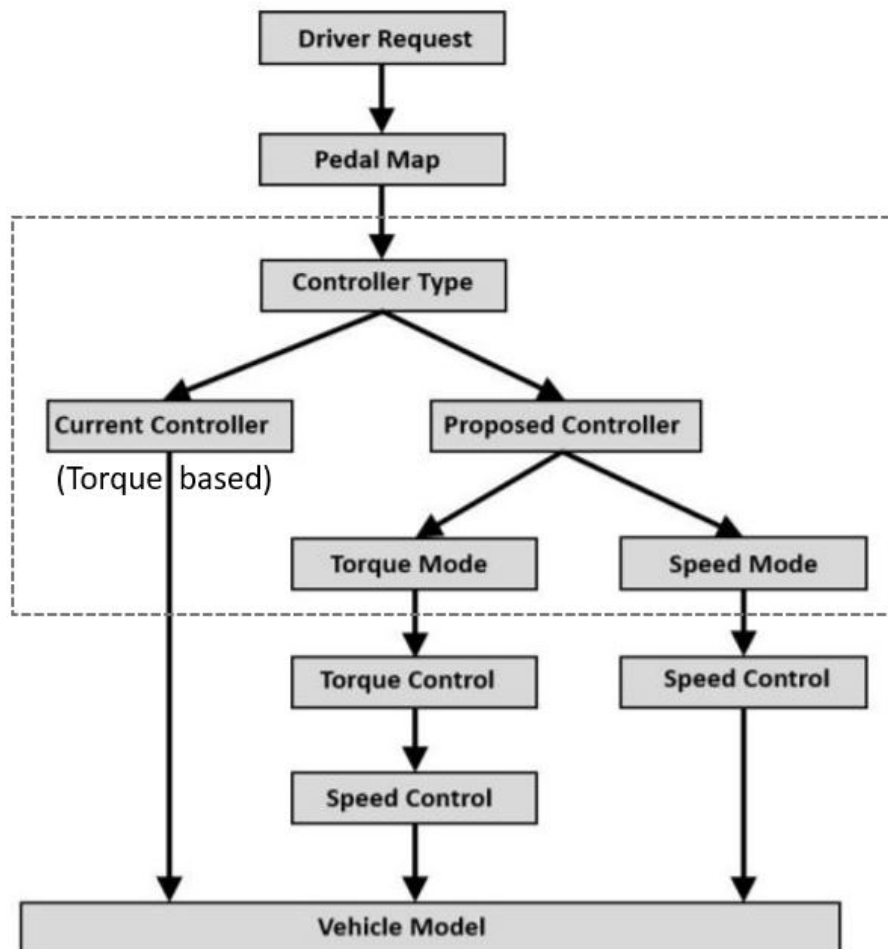 Driver Request
Pedal Map
Controller Type
Current Controller
Proposed Controller
(Torque based)
Torque Mode
Speed Mode
Torque Control
Speed Control
Speed Control
Vehicle Model